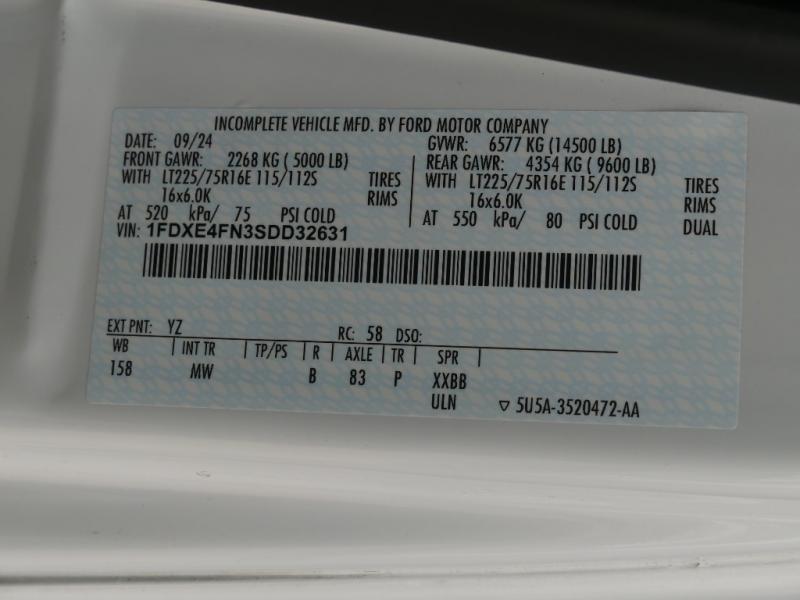 INCOMPLETE VEHICLE MFD. BY FORD MOTOR COMPANY
DATE: 09/24 GVWR: 6577 KG (14500 LB)
FRONT GAWR: 2268 KG ( 5000 LB) REAR GAWR: 4354 KG ( 9600 LB)
WITH LT225/75R16E 115/112S TIRES WITH LT225/75R16E 115/112S TIRES
16x6.0K RIMS 16x6.0K RIMS
AT 520 kPa/ 75 PSI COLD AT 550 kPa/ 80 PSI COLD DUAL
VIN: 1FDXE4FN3SDD32631
EXT PNT: YZ RC: 58 DSO:
WB INT TR TP/PS R AXLE TR SPR
158 MW B 83 P XXBB
ULN ▽ 5U5A-3520472-AA